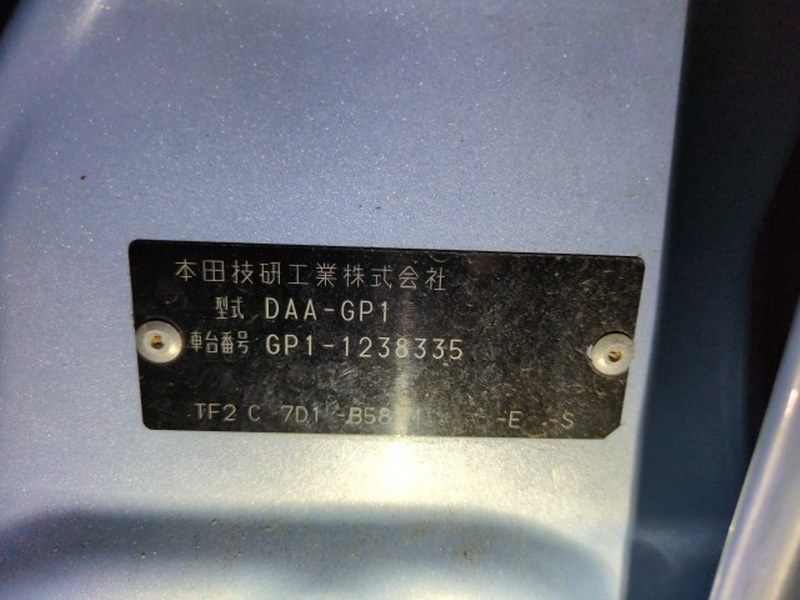 本田技研工業株式会社
型式 DAA-GP1
車台番号 GP1-1238335
TF2 C 7D1 -B58 -E -S